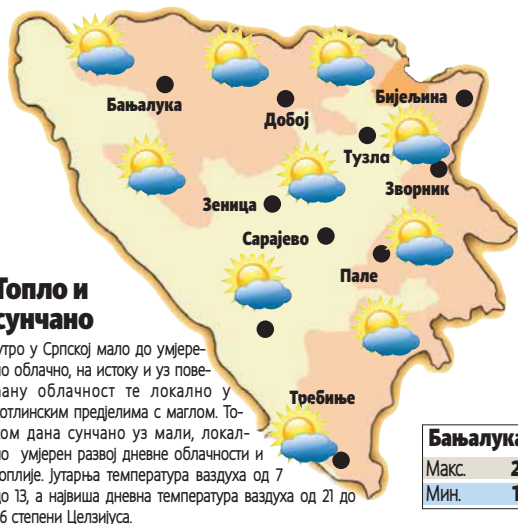 Бањалука
Добој
Бијељина
Тузла
Зворник
Зеница
Сарајево
Пале
Требиње
Топло и
сунчано
утро у Српској мало до умјере-
но облачно, на истоку и уз пове-
ћану облачност те локално у
котлинским предјелима с маглом. То-
ком дана сунчано уз мали, локал-
но умјерен развој дневне облачности и
топлије. Јутарња температура ваздуха од 7
до 13, а највиша дневна температура ваздуха од 21 до
26 степени Целзијуса.
Бањалука
Макс. 2
Мин. 1